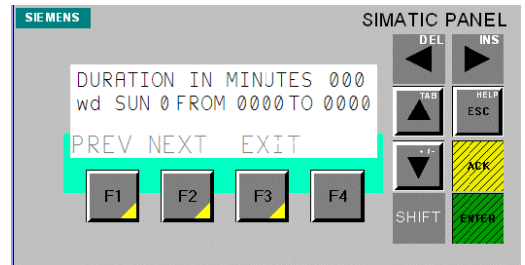 SIEMENS
SIMATIC PANEL
DEL INS
DURATION IN MINUTES 000
wd SUN 0 FROM 0000 TO 0000
TAB HELP
ESC
PREV NEXT EXIT
+ /-
ACK
F1 F2 F3 F4
SHIFT ENTER